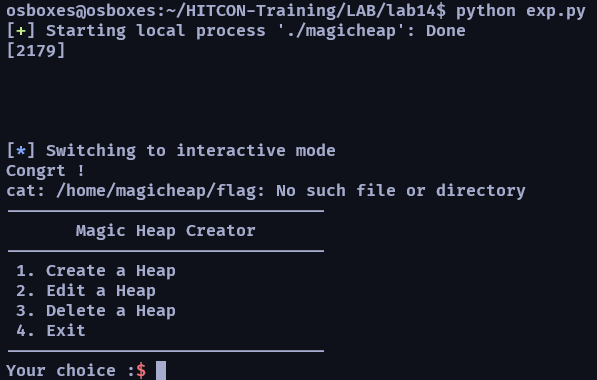 osboxes@osboxes:~/HITCON-Training/LAB/lab14$ python exp.py
[+] Starting local process './magicheap': Done
[2179]
[*] Switching to interactive mode
Congrt !
cat: /home/magicheap/flag: No such file or directory
--------------------------------
Magic Heap Creator
--------------------------------
1. Create a Heap
2. Edit a Heap
3. Delete a Heap
4. Exit
--------------------------------
Your choice :$